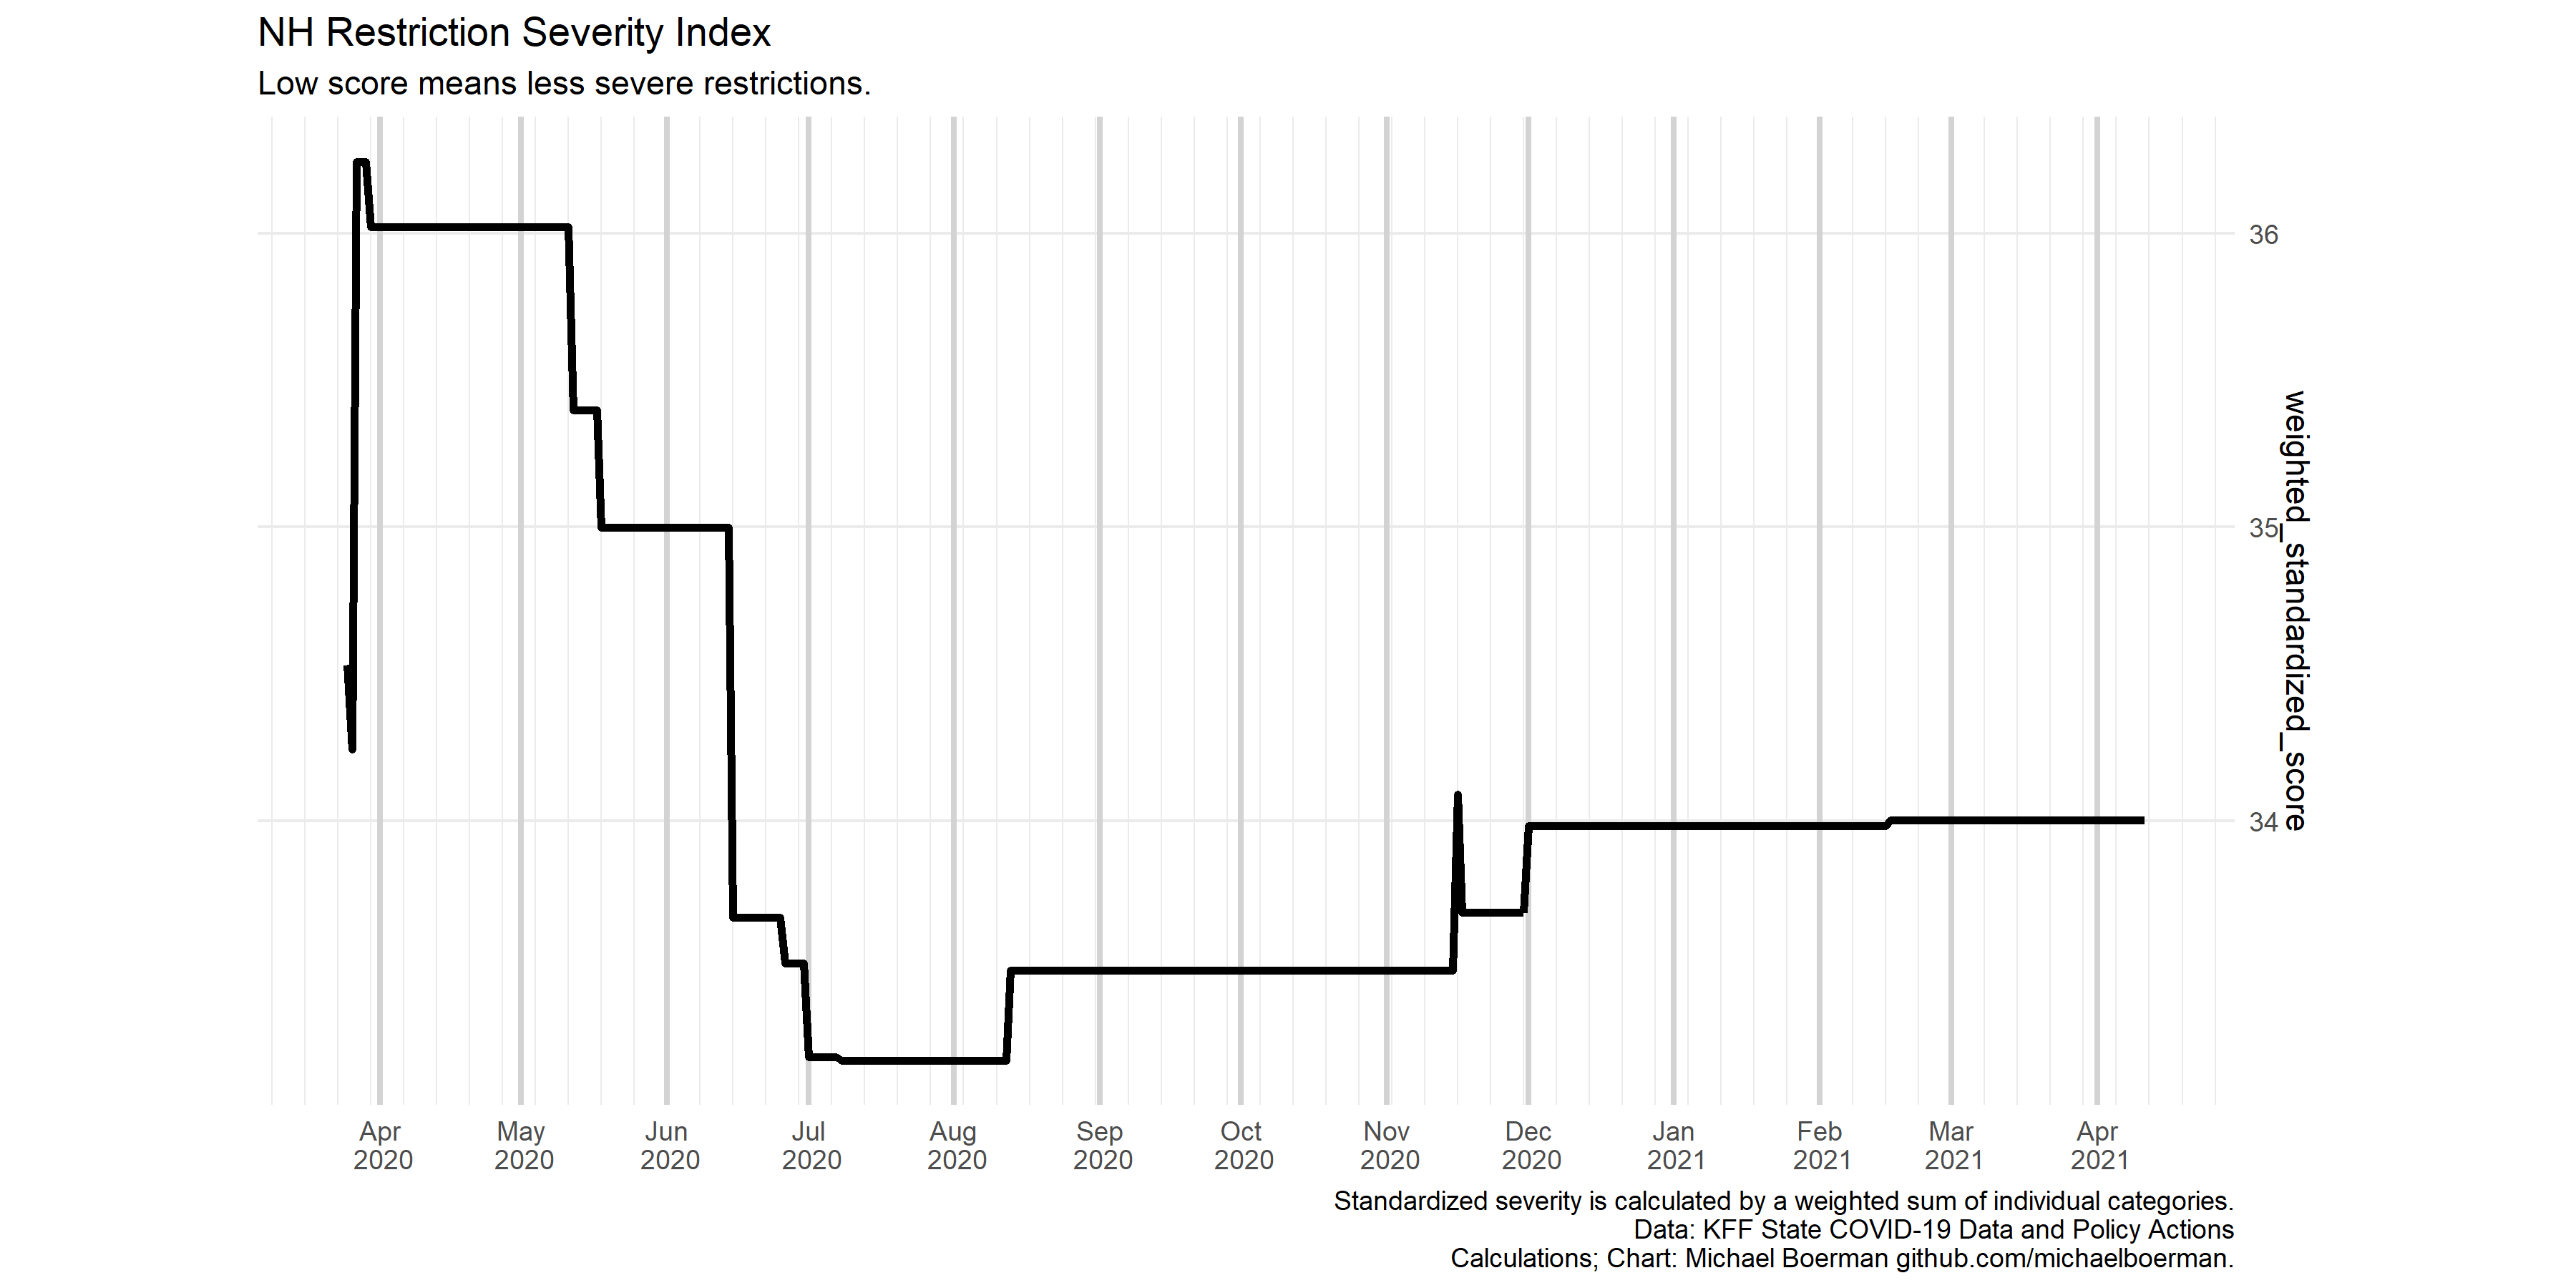 NH Restriction Severity Index
Low score means less severe restrictions.
36
35
34
weighted_standardized_score
Apr
2020
May
2020
Jun
2020
Jul
2020
Aug
2020
Sep
2020
Oct
2020
Nov
2020
Dec
2020
Jan
2021
Feb
2021
Mar
2021
Apr
2021
Standardized severity is calculated by a weighted sum of individual categories.
Data: KFF State COVID-19 Data and Policy Actions
Calculations; Chart: Michael Boerman github.com/michaelboerman.